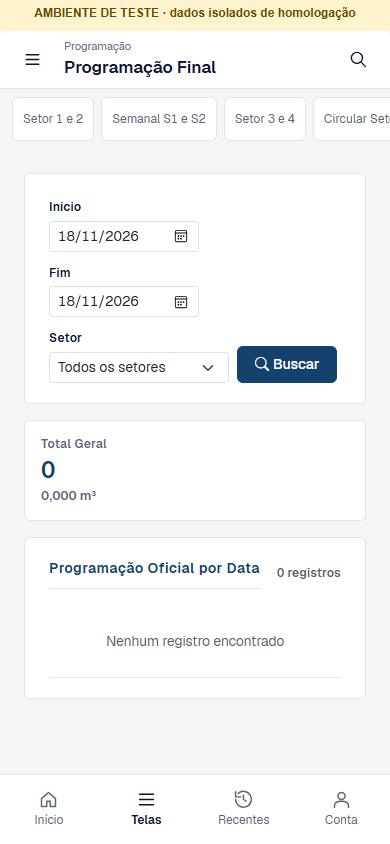 AMBIENTE DE TESTE · dados isolados de homologação
Programação
Programação Final
Setor 1 e 2
Semanal S1 e S2
Setor 3 e 4
Circular Set
Início
18/11/2026
Fim
18/11/2026
Setor
Todos os setores
Buscar
Total Geral
0
0,000 m³
Programação Oficial por Data
0 registros
Nenhum registro encontrado
Início
Telas
Recentes
Conta